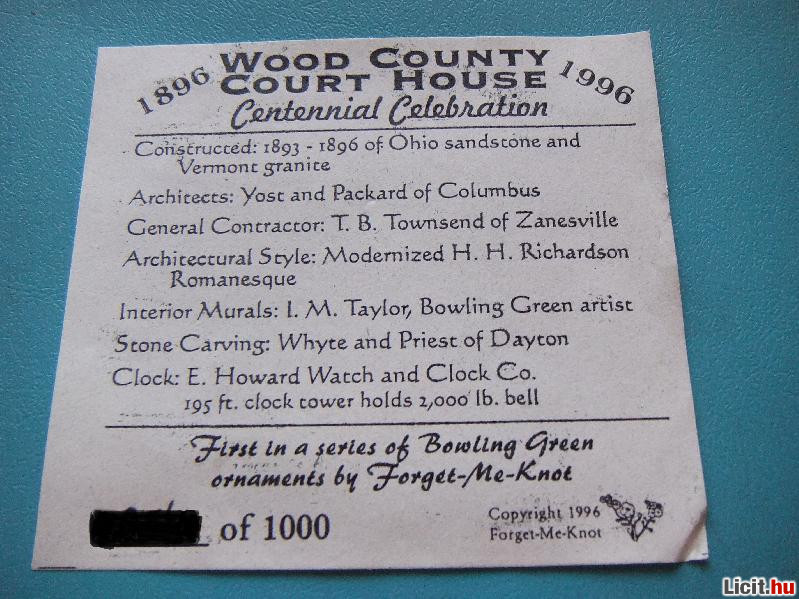 1896 WOOD COUNTY 1996
COURT HOUSE
Centennial Celebration
Constructed: 1893 - 1896 of Ohio sandstone and
Vermont granite
Architects: Yost and Packard of Columbus
General Contractor: T. B. Townsend of Zanesville
Architectural Style: Modernized H. H. Richardson
Romanesque
Interior Murals: I. M. Taylor, Bowling Green artist
Stone Carving: Whyte and Priest of Dayton
Clock: E. Howard Watch and Clock Co.
195 ft. clock tower holds 2,000 lb. bell
First in a series of Bowling Green
ornaments by Forget-Me-Knot
of 1000
Copyright 1996
Forget-Me-Knot
Licit.hu